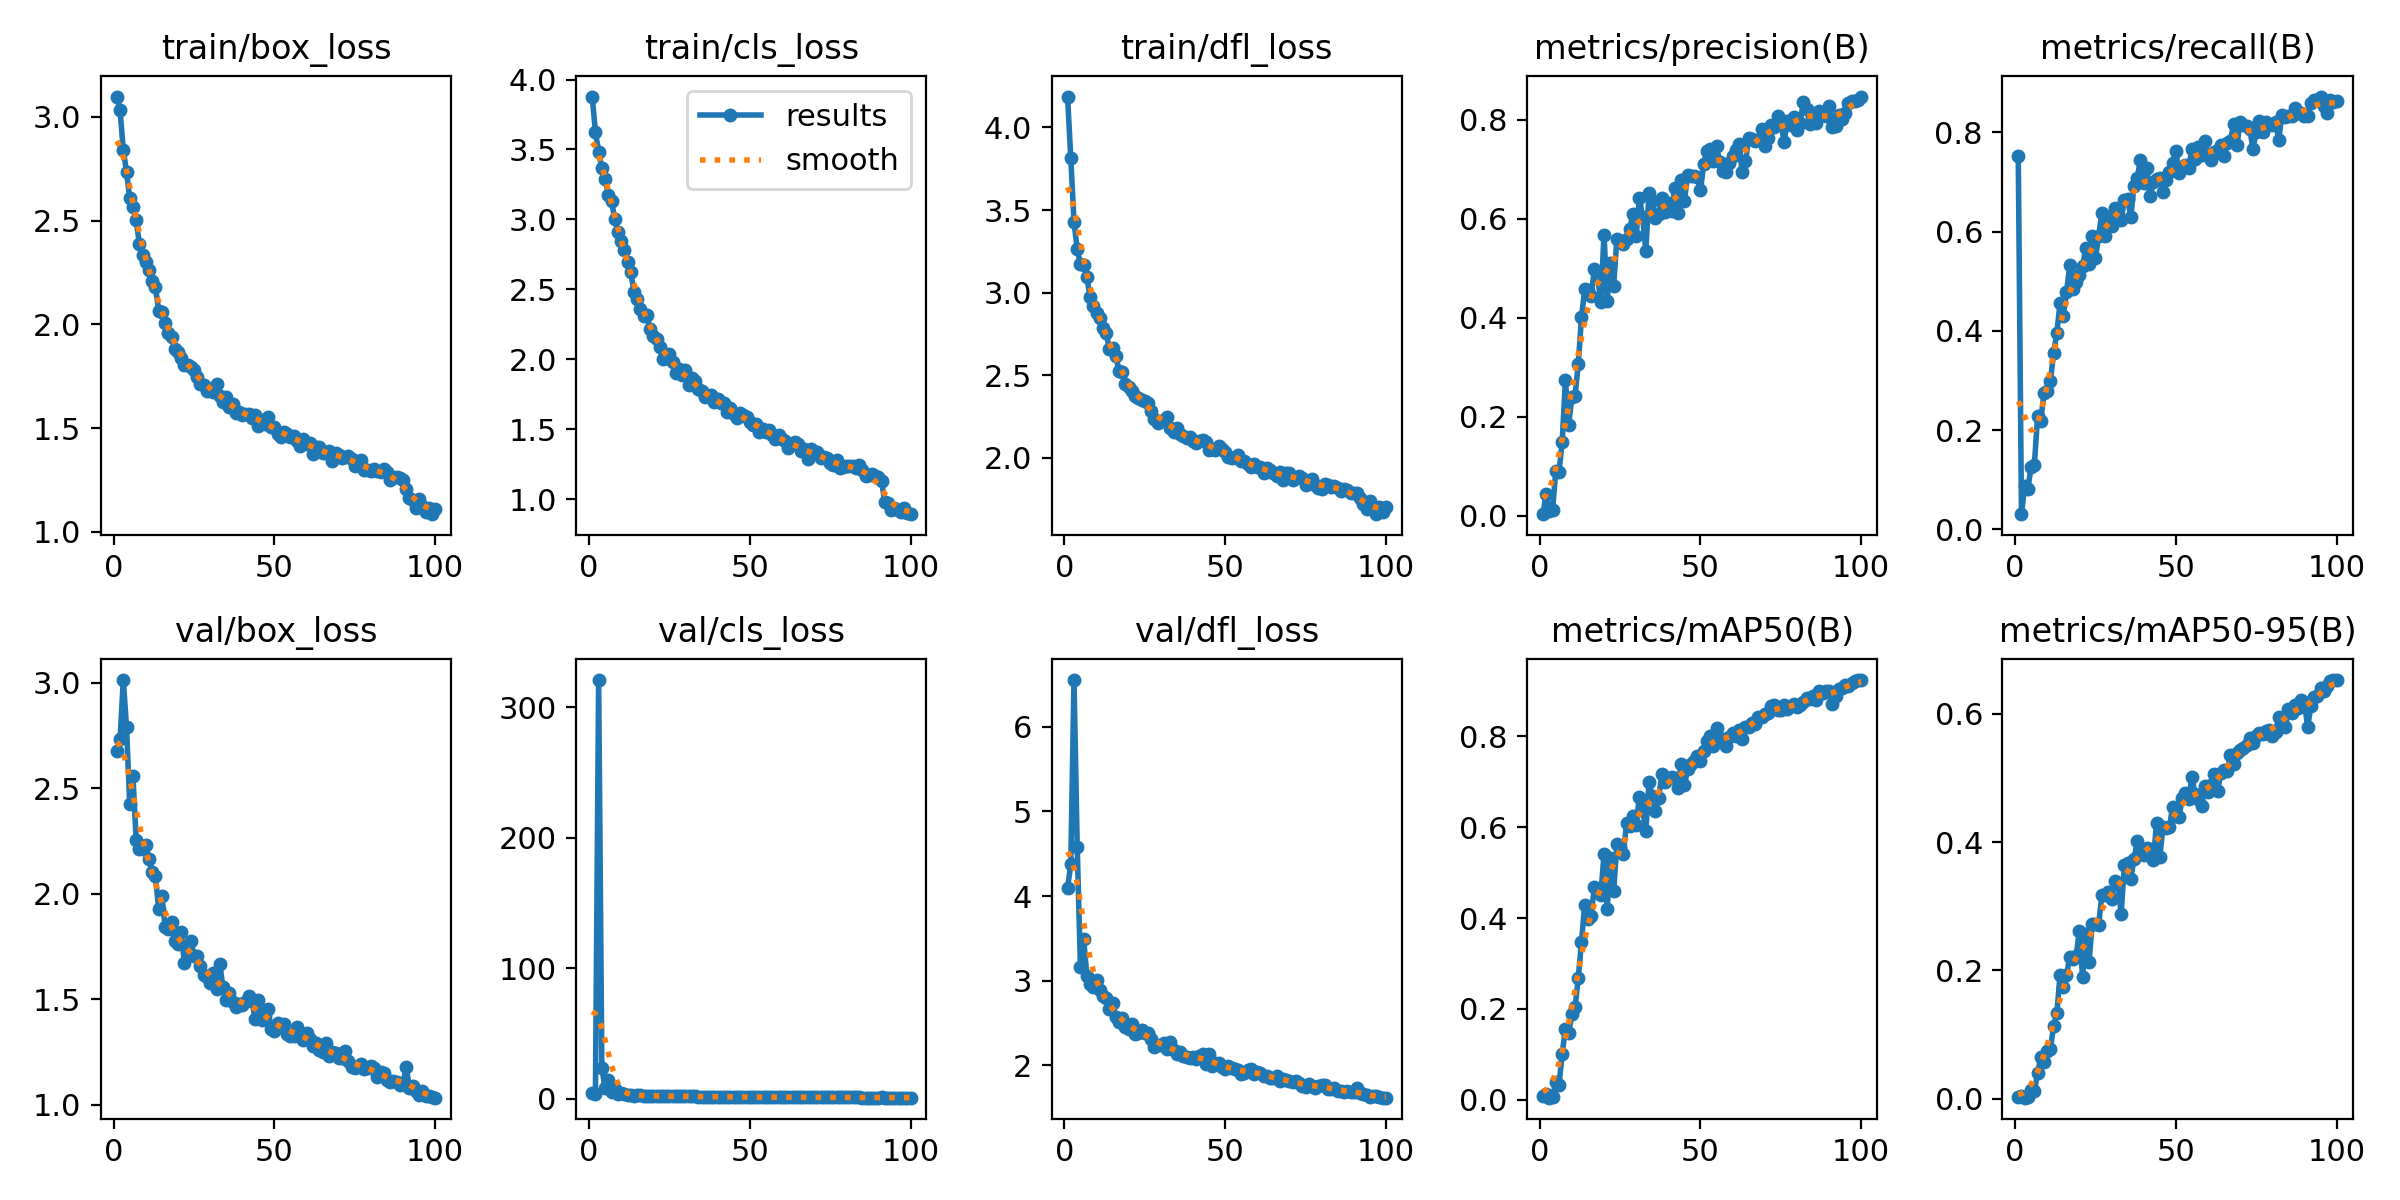 train/box_loss
3.0
2.5
2.0
1.5
1.0
0 50 100
train/cls_loss
4.0
3.5
3.0
2.5
2.0
1.5
1.0
results
smooth
0 50 100
train/dfl_loss
4.0
3.5
3.0
2.5
2.0
0 50 100
metrics/precision(B)
0.8
0.6
0.4
0.2
0.0
0 50 100
metrics/recall(B)
0.8
0.6
0.4
0.2
0.0
0 50 100
val/box_loss
3.0
2.5
2.0
1.5
1.0
0 50 100
val/cls_loss
300
200
100
0
0 50 100
val/dfl_loss
6
5
4
3
2
0 50 100
metrics/mAP50(B)
0.8
0.6
0.4
0.2
0.0
0 50 100
metrics/mAP50-95(B)
0.6
0.4
0.2
0.0
0 50 100